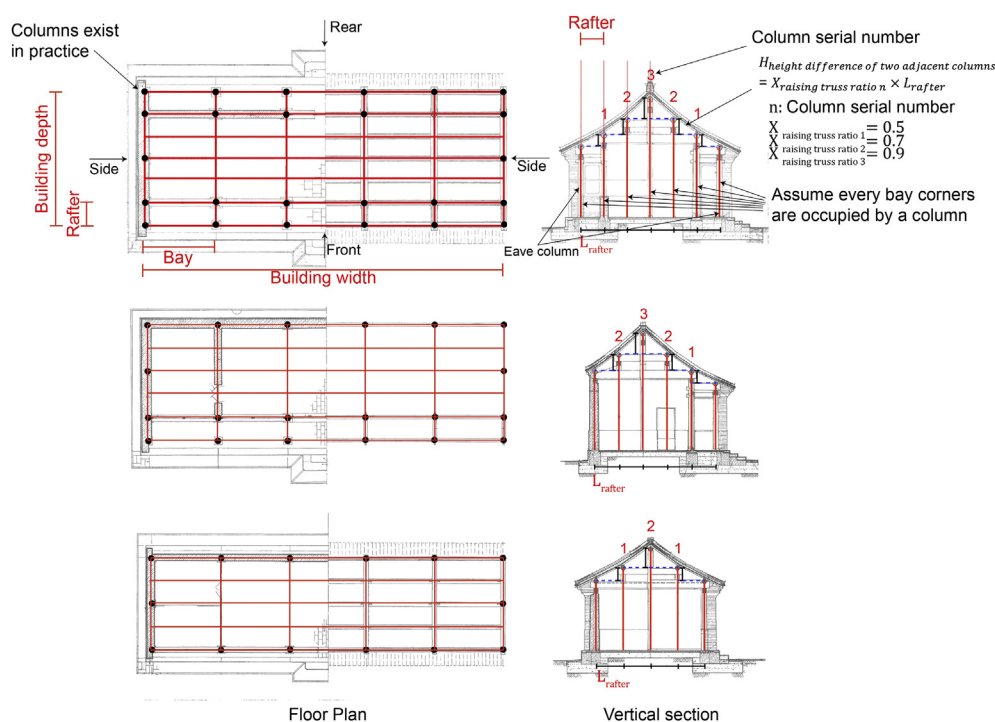 Columns exist
in practice
Rear
Building depth
Side
Side
Rafter
Bay
Front
Building width
Rafter
Column serial number
3
H height difference of two adjacent columns
= X raising truss ratio n × L rafter
n: Column serial number
X raising truss ratio 1 = 0.5
X raising truss ratio 2 = 0.7
X raising truss ratio 3 = 0.9
2
2
1
1
Assume every bay corners
are occupied by a column
Eave column
L rafter
3
2
2
1
L rafter
2
1
1
L rafter
Floor Plan
Vertical section